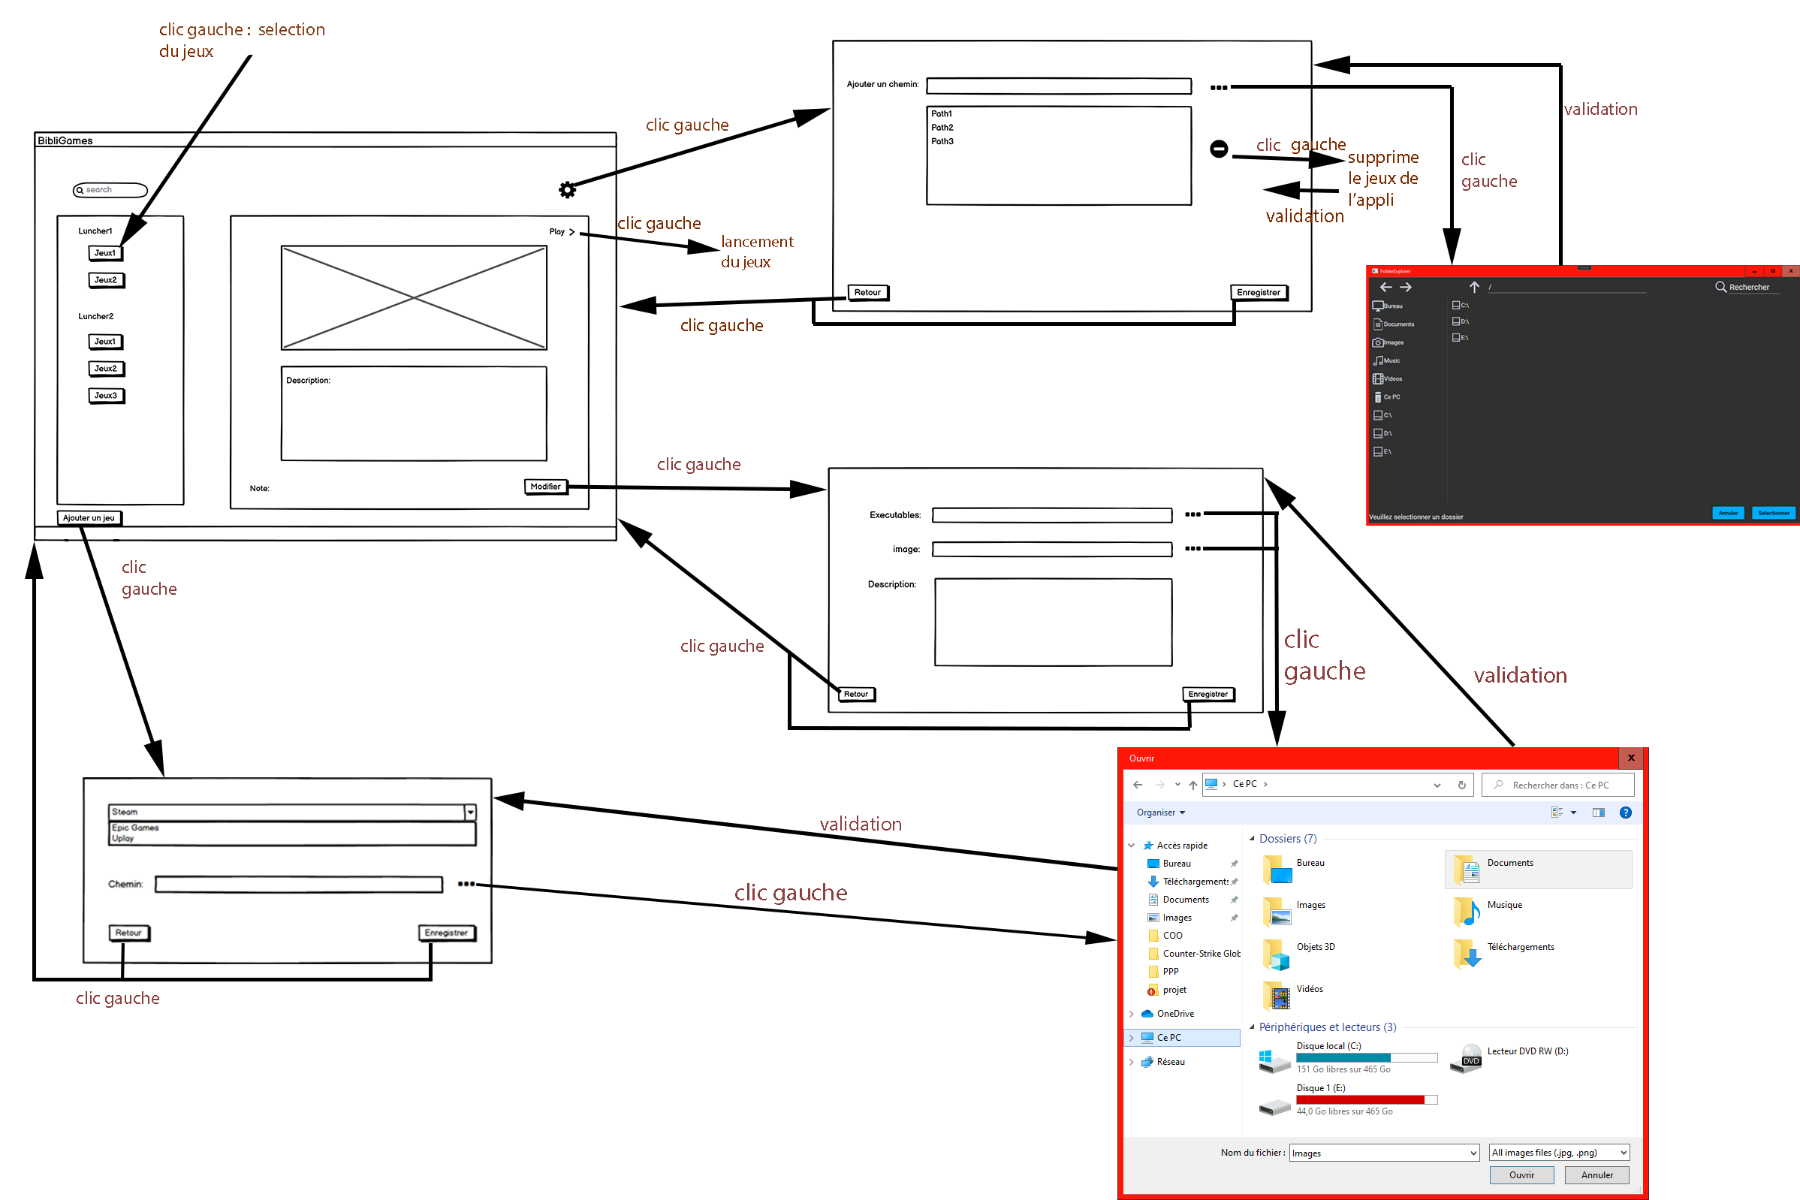 clic gauche : selection
du jeux
BibliGames
search
Luncher1
Jeux1
Jeux2
Luncher2
Jeux1
Jeux2
Jeux3
Ajouter un jeu
Play >
Description:
Note:
Modifier
clic gauche
clic gauche
lancement
du jeux
clic gauche
Ajouter un chemin:
Path1
Path2
Path3
Retour
Enregistrer
clic gauche
supprime
le jeux de
l'appli
validation
clic
gauche
validation
FolderExplorer
/
Rechercher
Bureau
Documents
Images
Music
Videos
Ce PC
C:\
D:\
E:\
C:\
D:\
E:\
Veuillez selectionner un dossier
Annuler
Selectionner
clic gauche
Executables:
image:
Description:
Retour
Enregistrer
clic gauche
clic
gauche
validation
clic
gauche
Steam
Epic Games
Uplay
Chemin:
Retour
Enregistrer
clic gauche
validation
clic gauche
Ouvrir
Ce PC
Rechercher dans : Ce PC
Organiser
Accès rapide
Bureau
Téléchargements
Documents
Images
COO
Counter-Strike Glob
PPP
projet
OneDrive
Ce PC
Réseau
Dossiers (7)
Bureau
Documents
Images
Musique
Objets 3D
Téléchargements
Vidéos
Périphériques et lecteurs (3)
Disque local (C:)
151 Go libres sur 465 Go
Lecteur DVD RW (D:)
DVD
Disque 1 (E:)
44,0 Go libres sur 465 Go
Nom du fichier :
Images
All images files (.jpg, .png)
Ouvrir
Annuler